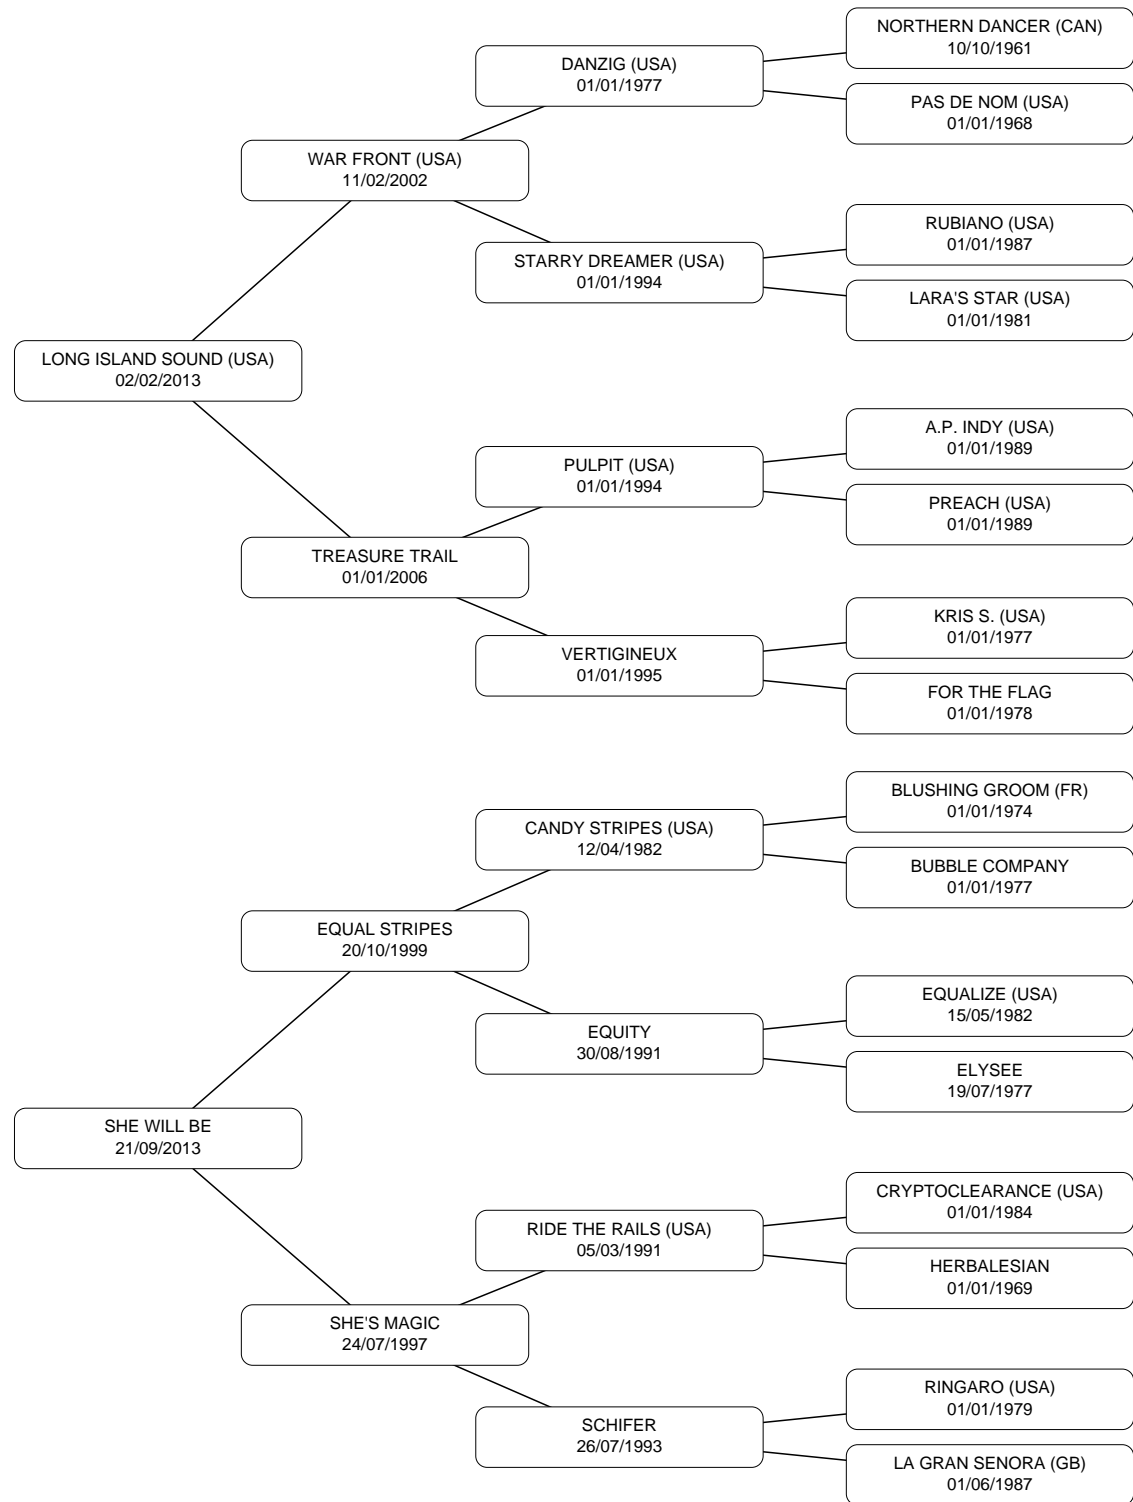 NORTHERN DANCER (CAN)
10/10/1961
DANZIG (USA)
01/01/1977
PAS DE NOM (USA)
01/01/1968
WAR FRONT (USA)
11/02/2002
RUBIANO (USA)
01/01/1987
STARRY DREAMER (USA)
01/01/1994
LARA'S STAR (USA)
01/01/1981
LONG ISLAND SOUND (USA)
02/02/2013
A.P. INDY (USA)
01/01/1989
PULPIT (USA)
01/01/1994
PREACH (USA)
01/01/1989
TREASURE TRAIL
01/01/2006
KRIS S. (USA)
01/01/1977
VERTIGINEUX
01/01/1995
FOR THE FLAG
01/01/1978
BLUSHING GROOM (FR)
01/01/1974
CANDY STRIPES (USA)
12/04/1982
BUBBLE COMPANY
01/01/1977
EQUAL STRIPES
20/10/1999
EQUALIZE (USA)
15/05/1982
EQUITY
30/08/1991
ELYSEE
19/07/1977
SHE WILL BE
21/09/2013
CRYPTOCLEARANCE (USA)
01/01/1984
RIDE THE RAILS (USA)
05/03/1991
HERBALESIAN
01/01/1969
SHE'S MAGIC
24/07/1997
RINGARO (USA)
01/01/1979
SCHIFER
26/07/1993
LA GRAN SENORA (GB)
01/06/1987